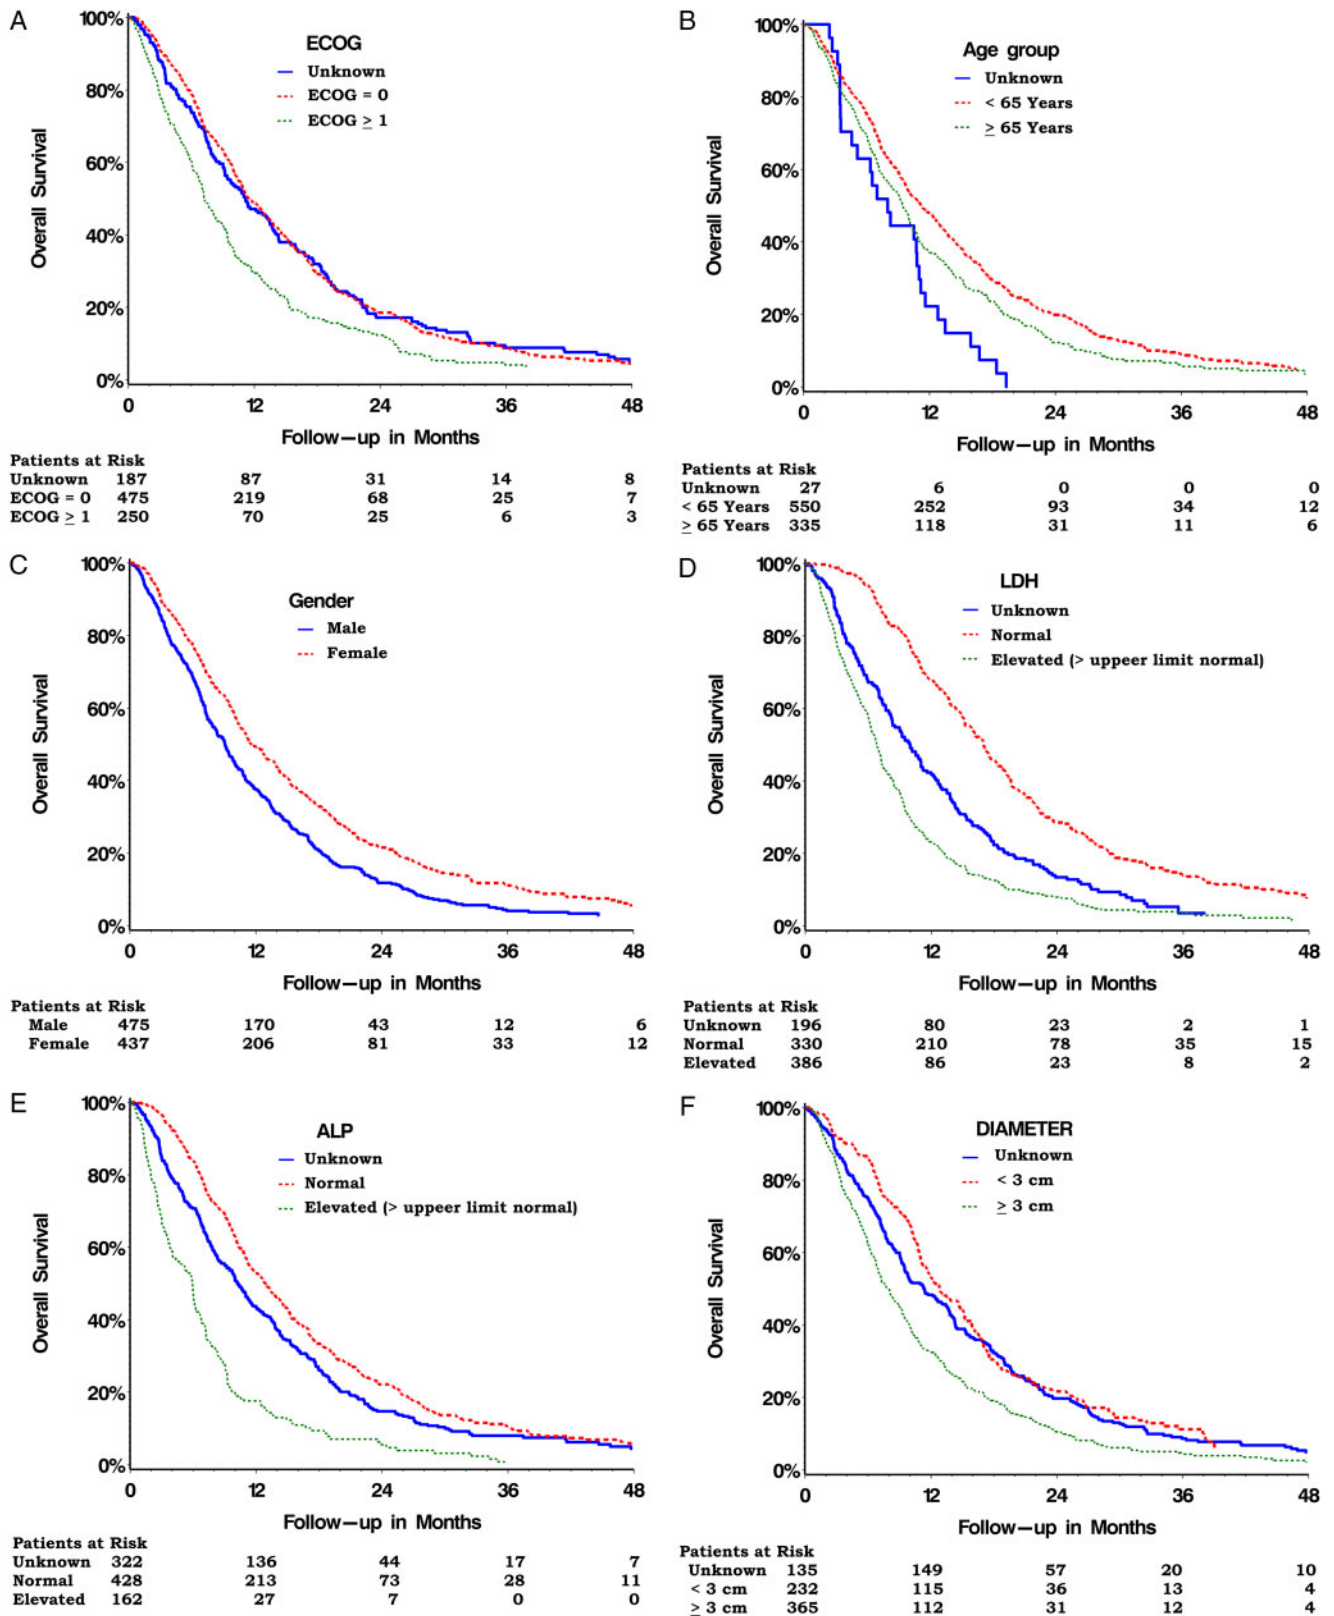 A
ECOG
Unknown
ECOG = 0
ECOG ≥ 1
100%
80%
60%
40%
20%
0%
Overall Survival
0 12 24 36 48
Follow-up in Months
Patients at Risk
Unknown 187 87 31 14 8
ECOG = 0 475 219 68 25 7
ECOG ≥ 1 250 70 25 6 3
B
Age group
Unknown
< 65 Years
≥ 65 Years
100%
80%
60%
40%
20%
0%
Overall Survival
0 12 24 36 48
Follow-up in Months
Patients at Risk
Unknown 27 6 0 0 0
< 65 Years 550 252 93 34 12
≥ 65 Years 335 118 31 11 6
C
Gender
Male
Female
100%
80%
60%
40%
20%
0%
Overall Survival
0 12 24 36 48
Follow-up in Months
Patients at Risk
Male 475 170 43 12 6
Female 437 206 81 33 12
D
LDH
Unknown
Normal
Elevated (> uppeer limit normal)
100%
80%
60%
40%
20%
0%
Overall Survival
0 12 24 36 48
Follow-up in Months
Patients at Risk
Unknown 196 80 23 2 1
Normal 330 210 78 35 15
Elevated 386 86 23 8 2
E
ALP
Unknown
Normal
Elevated (> uppeer limit normal)
100%
80%
60%
40%
20%
0%
Overall Survival
0 12 24 36 48
Follow-up in Months
Patients at Risk
Unknown 322 136 44 17 7
Normal 428 213 73 28 11
Elevated 162 27 7 0 0
F
DIAMETER
Unknown
< 3 cm
≥ 3 cm
100%
80%
60%
40%
20%
0%
Overall Survival
0 12 24 36 48
Follow-up in Months
Patients at Risk
Unknown 135 149 57 20 10
< 3 cm 232 115 36 13 4
≥ 3 cm 365 112 31 12 4